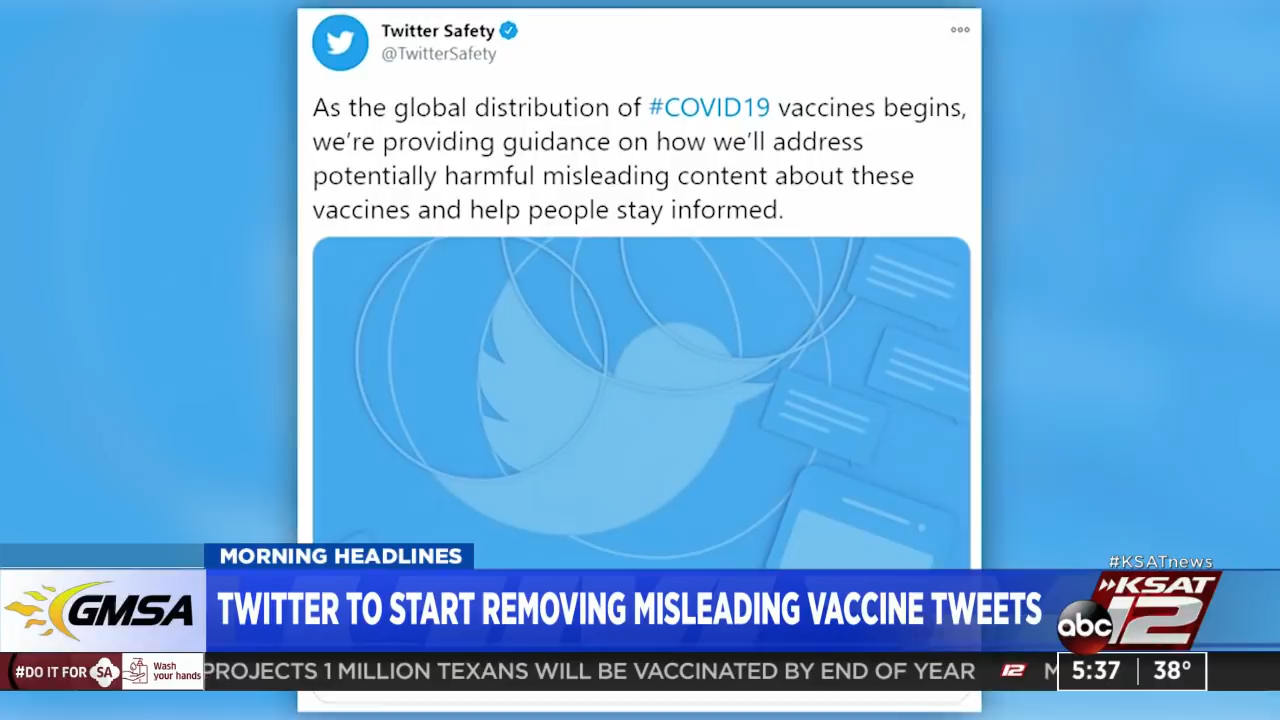 Twitter Safety
@TwitterSafety
As the global distribution of #COVID19 vaccines begins,
we're providing guidance on how we'll address
potentially harmful misleading content about these
vaccines and help people stay informed.
MORNING HEADLINES
#KSATnews
GMSA
TWITTER TO START REMOVING MISLEADING VACCINE TWEETS
abc
KSAT
12
#DO IT FOR SA
Wash
your hands
PROJECTS 1 MILLION TEXANS WILL BE VACCINATED BY END OF YEAR 12 M
5:37 38°